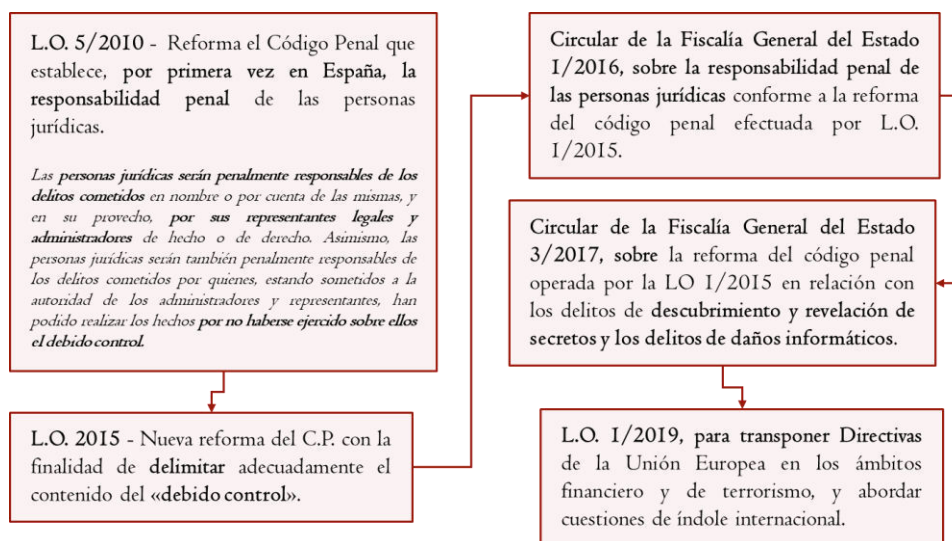 L.O. 5/2010 - Reforma el Código Penal que
establece, por primera vez en España, la
responsabilidad penal de las personas
jurídicas.
Las personas jurídicas serán penalmente responsables de los
delitos cometidos en nombre o por cuenta de las mismas, y
en su provecho, por sus representantes legales y
administradores de hecho o de derecho. Asimismo, las
personas jurídicas serán también penalmente responsables de
los delitos cometidos por quienes, estando sometidos a la
autoridad de los administradores y representantes, han
podido realizar los hechos por no haberse ejercido sobre ellos
el debido control.
L.O. 2015 - Nueva reforma del C.P. con la
finalidad de delimitar adecuadamente el
contenido del «debido control».
Circular de la Fiscalía General del Estado
1/2016, sobre la responsabilidad penal de
las personas jurídicas conforme a la reforma
del código penal efectuada por L.O.
1/2015.
Circular de la Fiscalía General del Estado
3/2017, sobre la reforma del código penal
operada por la LO 1/2015 en relación con
los delitos de descubrimiento y revelación de
secretos y los delitos de daños informáticos.
L.O. 1/2019, para transponer Directivas
de la Unión Europea en los ámbitos
financiero y de terrorismo, y abordar
cuestiones de índole internacional.